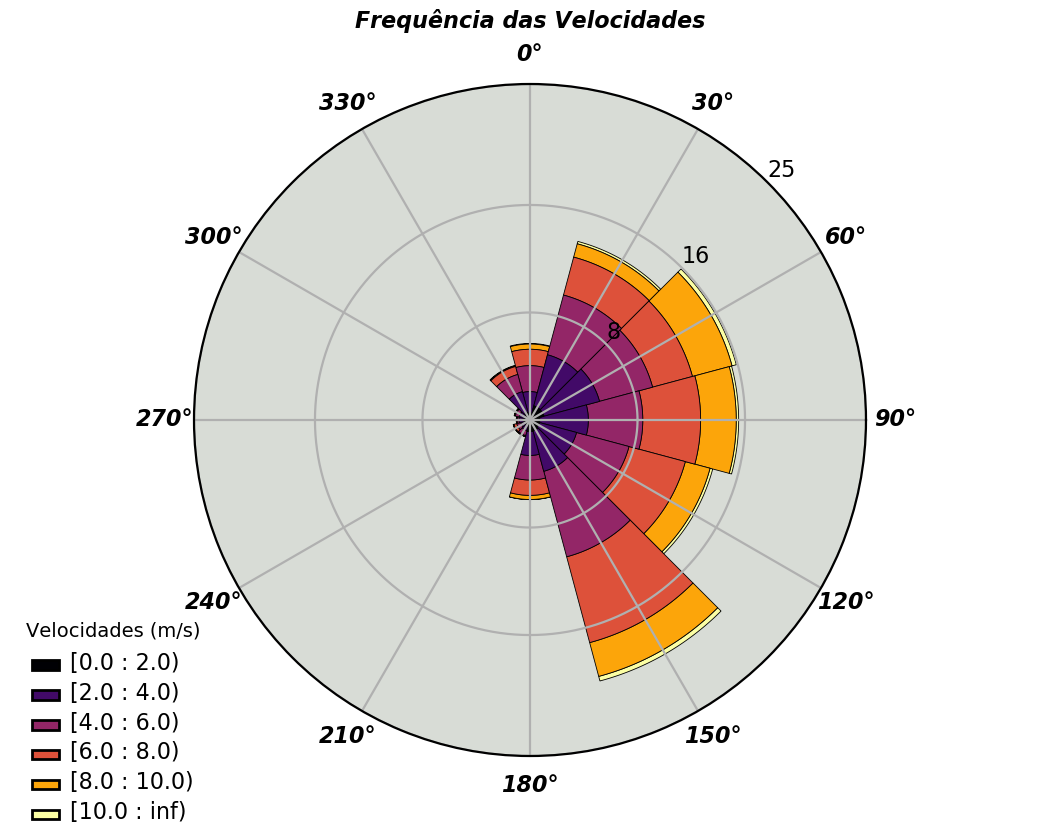 Frequência das Velocidades
0°
330°
30°
25
300°
60°
16
8
270°
90°
240°
120°
Velocidades (m/s)
[0.0 : 2.0)
[2.0 : 4.0)
[4.0 : 6.0)
210°
150°
[6.0 : 8.0)
180°
[8.0 : 10.0)
[10.0 : inf)